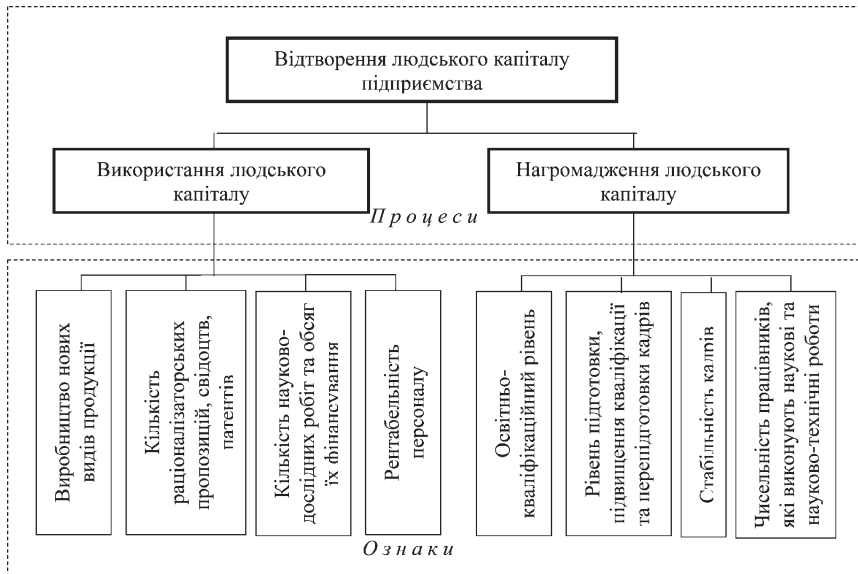 Відтворення людського капіталу
підприємства
Використання людського
капіталу
Нагромадження людського
капіталу
Процеси
Виробництво нових
видів продукції
Кількість
раціоналізаторських
пропозицій, свідоцтв,
патентів
Кількість науково-
дослідних робіт та обсяг
їх фінансування
Рентабельність
персоналу
Освітньо-
кваліфікаційний рівень
Рівень підготовки,
підвищення кваліфікації
та перепідготовки кадрів
Стабільність кадрів
Чисельність працівників,
які виконують наукові та
науково-технічні роботи
Ознаки